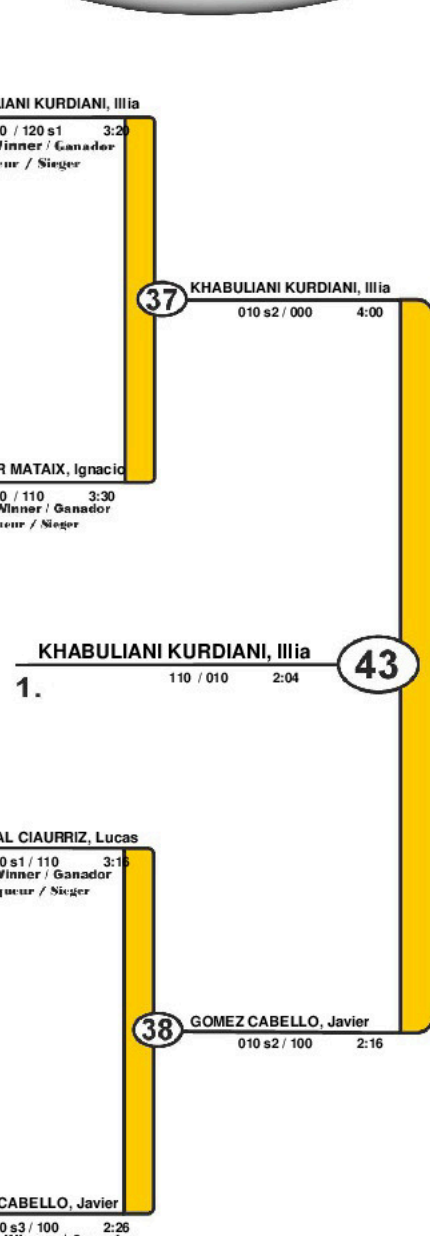 IANI KURDIANI, Illia
0 / 120 s1 3:20
Winner / Ganador
eur / Sieger
37
KHABULIANI KURDIANI, Illia
010 s2 / 000 4:00
R MATAIX, Ignacio
0 / 110 3:30
Winner / Ganador
ueur / Sieger
KHABULIANI KURDIANI, Illia
43
1.
110 / 010 2:04
AL CIAURRIZ, Lucas
0 s1 / 110 3:16
Winner / Ganador
queur / Sieger
38
GOMEZ CABELLO, Javier
010 s2 / 100 2:16
CABELLO, Javier
0 s3 / 100 2:26